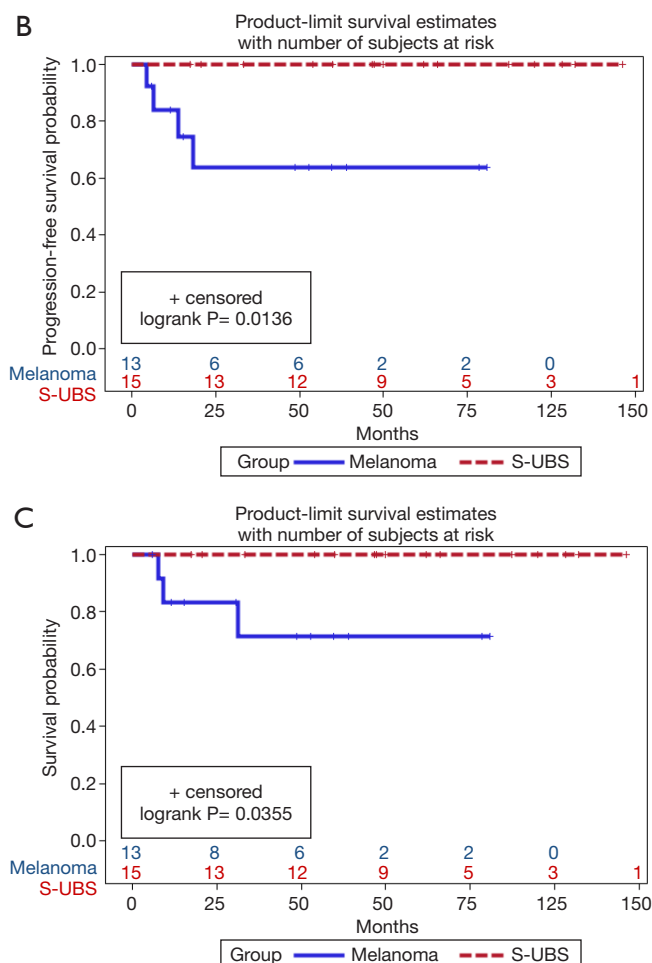 B
Product-limit survival estimates
with number of subjects at risk
Progression-free survival probability
1.0
0.8
0.6
0.4
0.2
0.0
+ censored
logrank P= 0.0136
Melanoma 13 6 6 2 2 0
S-UBS 15 13 12 9 5 3 1
0 25 50 50 75 125 150
Months
Group Melanoma S-UBS
C
Product-limit survival estimates
with number of subjects at risk
Survival probability
1.0
0.8
0.6
0.4
0.2
0.0
+ censored
logrank P= 0.0355
Melanoma 13 8 6 2 2 0
S-UBS 15 13 12 9 5 3 1
0 25 50 50 75 125 150
Months
Group Melanoma S-UBS